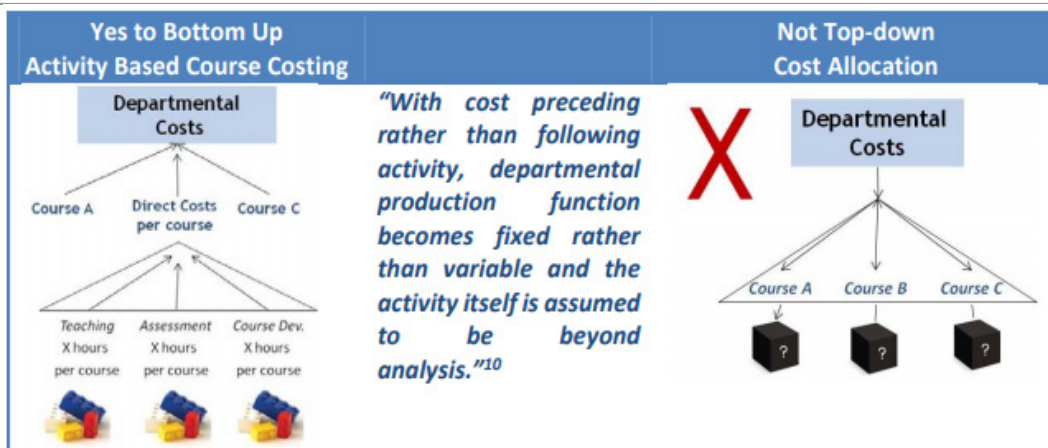 Yes to Bottom Up
Activity Based Course Costing
Departmental
Costs
Course A
Direct Costs
per course
Course C
Teaching
X hours
per course
Assessment
X hours
per course
Course Dev.
X hours
per course
“With cost preceding
rather than following
activity, departmental
production function
becomes fixed rather
than variable and the
activity itself is assumed
to be beyond
analysis.”10
Not Top-down
Cost Allocation
X
Departmental
Costs
Course A
Course B
Course C
?
?
?